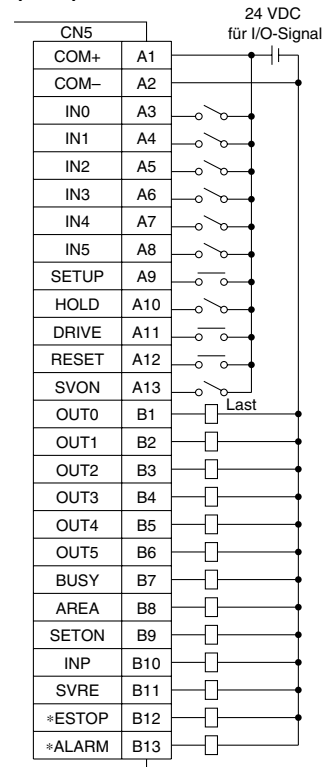 24 VDC
für I/O-Signal
CN5
COM+ A1
COM– A2
IN0 A3
IN1 A4
IN2 A5
IN3 A6
IN4 A7
IN5 A8
SETUP A9
HOLD A10
DRIVE A11
RESET A12
SVON A13
Last
OUT0 B1
OUT1 B2
OUT2 B3
OUT3 B4
OUT4 B5
OUT5 B6
BUSY B7
AREA B8
SETON B9
INP B10
SVRE B11
∗ESTOP B12
∗ALARM B13